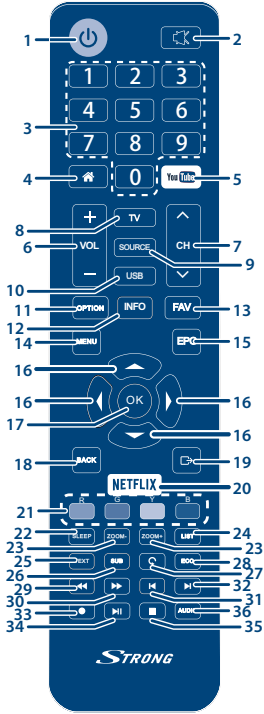 1
2
1 2 3
3
4 5 6
7 8 9
4
0
You Tube
5
8
TV
+
6
VOL
SOURCE
CH
7
9
−
10
USB
11
OPTION
INFO
FAV
13
12
14
MENU
EPG
15
16
16
OK
16
17
16
18
BACK
19
NETFLIX
20
R G Y B
21
22
SLEEP
ZOOM-
ZOOM+
LIST
24
23
23
25
TEXT
SUB
ECO
28
26
27
29
32
30
31
33
AUDIO
36
34
35
STRONG